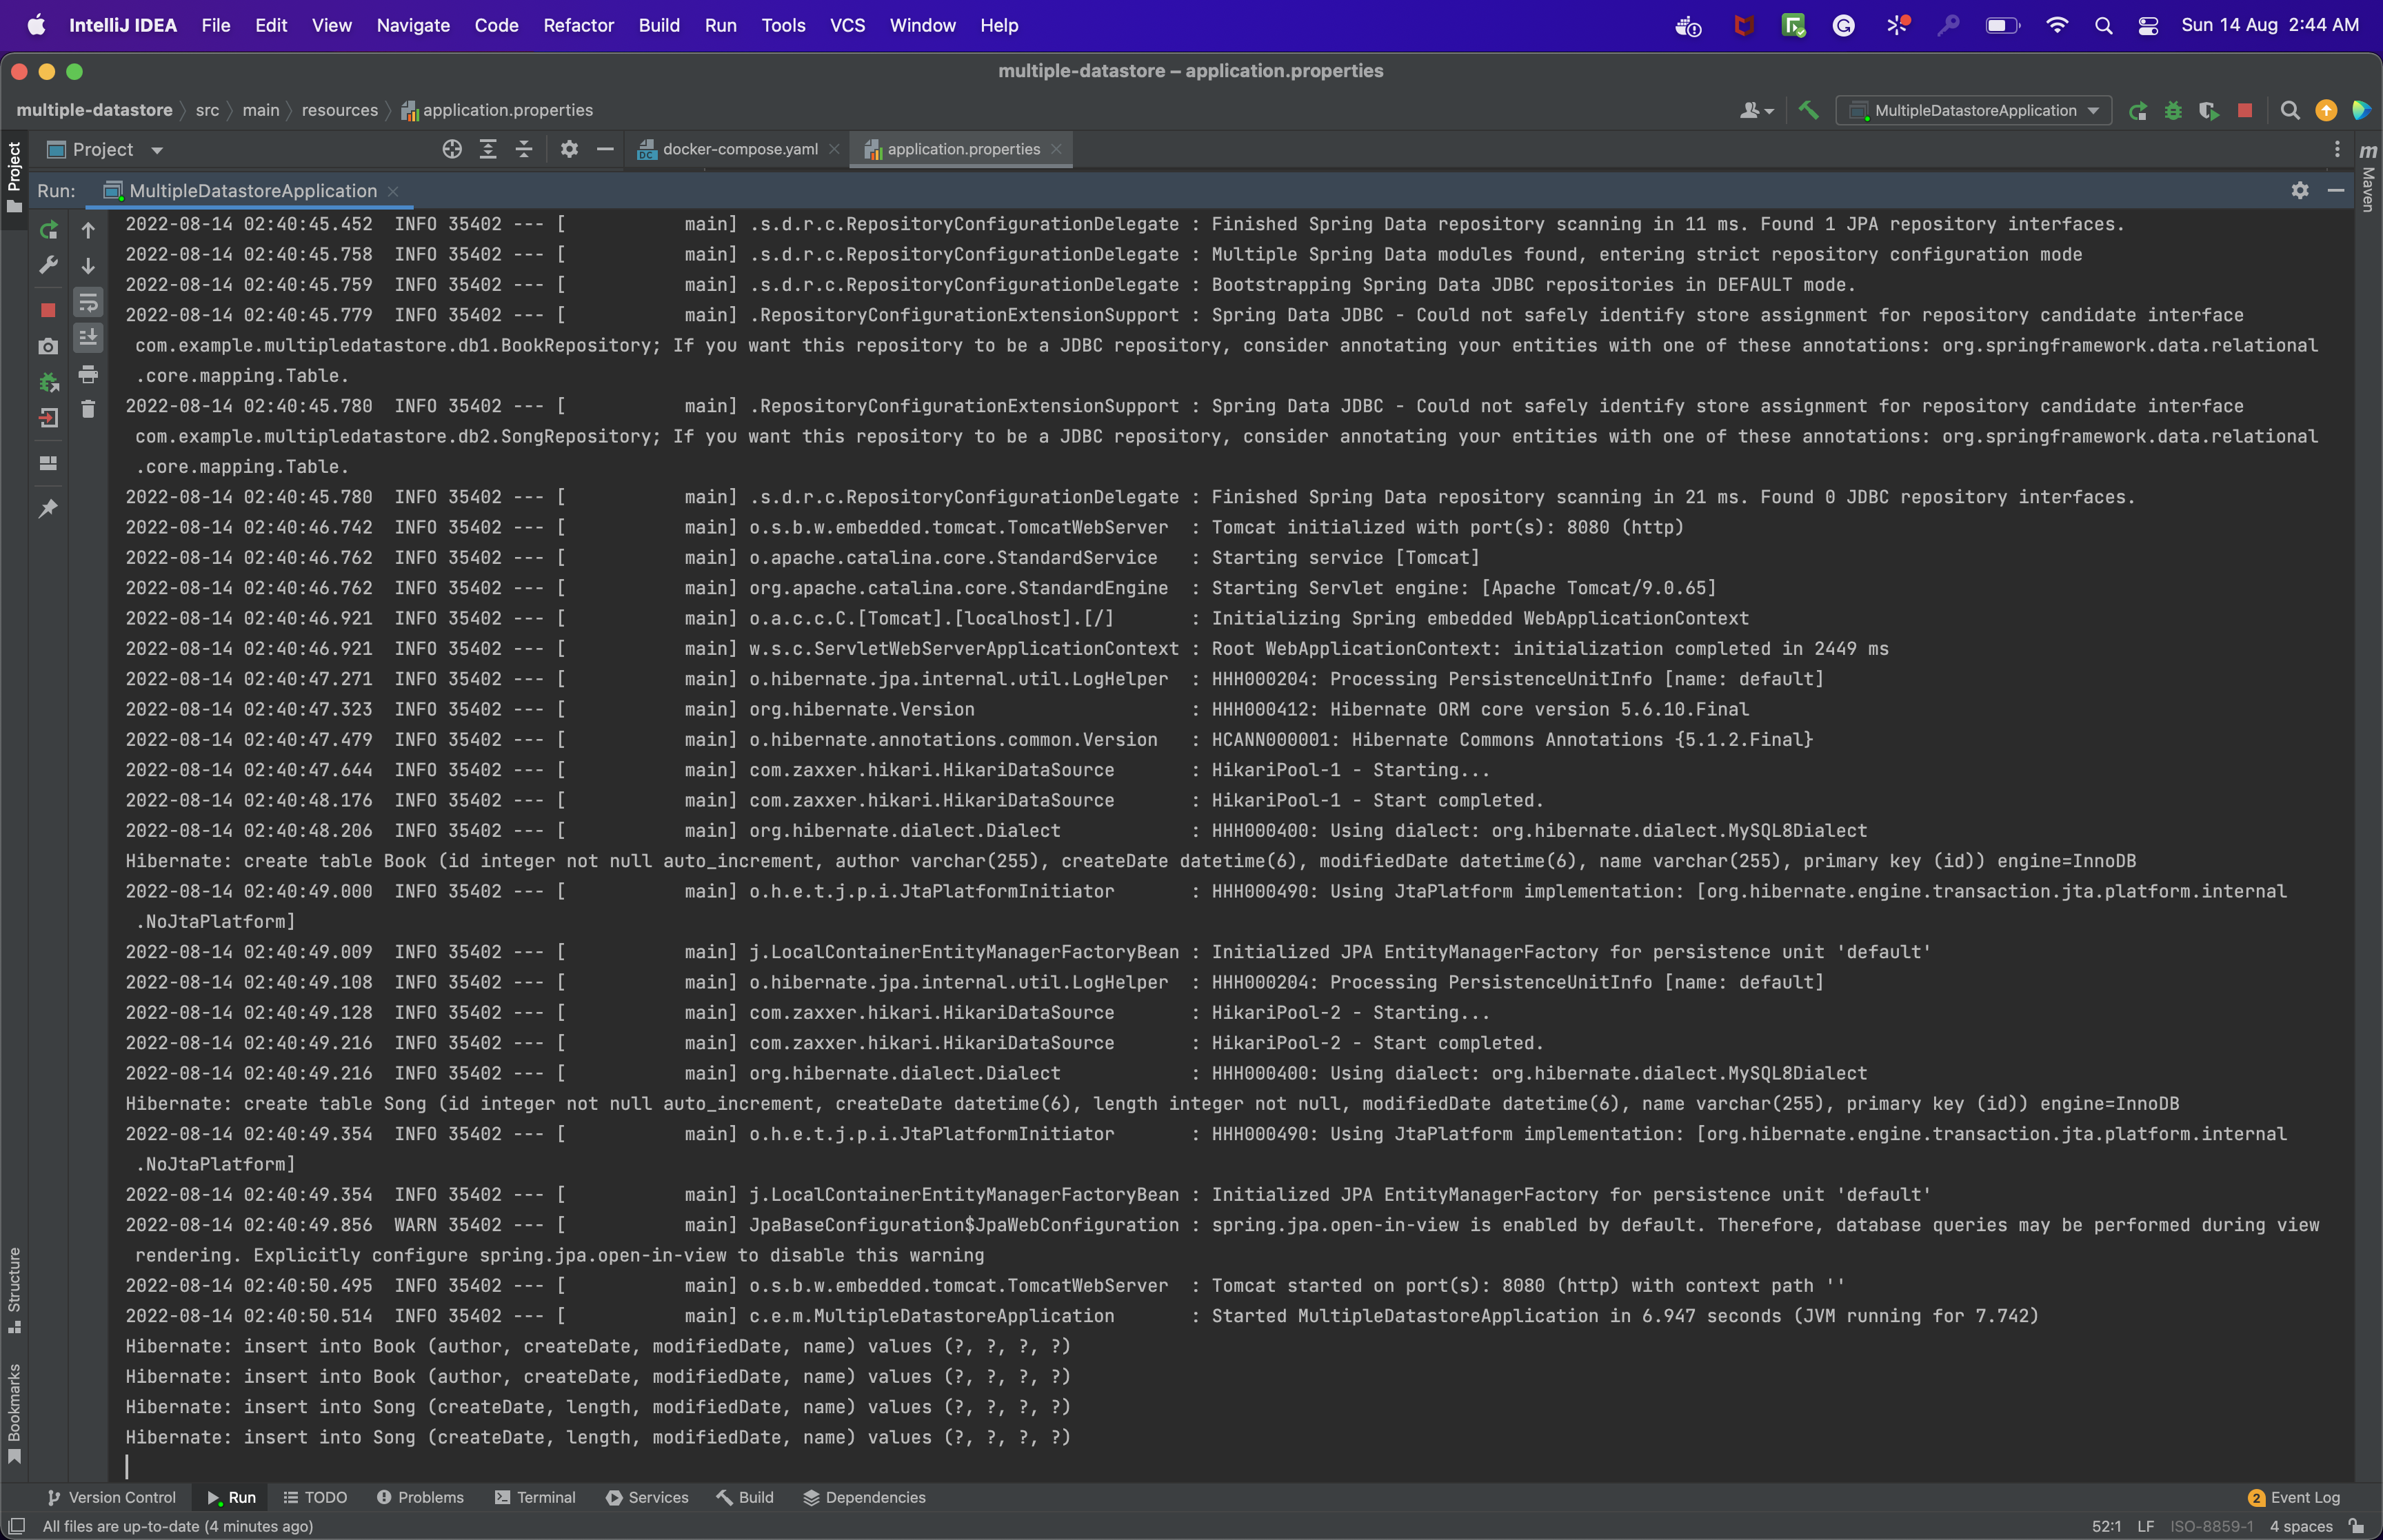 IntelliJ IDEA File Edit View Navigate Code Refactor Build Run Tools VCS Window Help Sun 14 Aug 2:44 AM
multiple-datastore – application.properties
multiple-datastore src main resources application.properties MultipleDatastoreApplication
Project docker-compose.yaml application.properties
Project
Maven
Run: MultipleDatastoreApplication
2022-08-14 02:40:45.452  INFO 35402 --- [           main] .s.d.r.c.RepositoryConfigurationDelegate : Finished Spring Data repository scanning in 11 ms. Found 1 JPA repository interfaces.
2022-08-14 02:40:45.758  INFO 35402 --- [           main] .s.d.r.c.RepositoryConfigurationDelegate : Multiple Spring Data modules found, entering strict repository configuration mode
2022-08-14 02:40:45.759  INFO 35402 --- [           main] .s.d.r.c.RepositoryConfigurationDelegate : Bootstrapping Spring Data JDBC repositories in DEFAULT mode.
2022-08-14 02:40:45.779  INFO 35402 --- [           main] .RepositoryConfigurationExtensionSupport : Spring Data JDBC - Could not safely identify store assignment for repository candidate interface
com.example.multipledatastore.db1.BookRepository; If you want this repository to be a JDBC repository, consider annotating your entities with one of these annotations: org.springframework.data.relational
.core.mapping.Table.
2022-08-14 02:40:45.780  INFO 35402 --- [           main] .RepositoryConfigurationExtensionSupport : Spring Data JDBC - Could not safely identify store assignment for repository candidate interface
com.example.multipledatastore.db2.SongRepository; If you want this repository to be a JDBC repository, consider annotating your entities with one of these annotations: org.springframework.data.relational
.core.mapping.Table.
2022-08-14 02:40:45.780  INFO 35402 --- [           main] .s.d.r.c.RepositoryConfigurationDelegate : Finished Spring Data repository scanning in 21 ms. Found 0 JDBC repository interfaces.
2022-08-14 02:40:46.742  INFO 35402 --- [           main] o.s.b.w.embedded.tomcat.TomcatWebServer  : Tomcat initialized with port(s): 8080 (http)
2022-08-14 02:40:46.762  INFO 35402 --- [           main] o.apache.catalina.core.StandardService   : Starting service [Tomcat]
2022-08-14 02:40:46.762  INFO 35402 --- [           main] org.apache.catalina.core.StandardEngine  : Starting Servlet engine: [Apache Tomcat/9.0.65]
2022-08-14 02:40:46.921  INFO 35402 --- [           main] o.a.c.c.C.[Tomcat].[localhost].[/]       : Initializing Spring embedded WebApplicationContext
2022-08-14 02:40:46.921  INFO 35402 --- [           main] w.s.c.ServletWebServerApplicationContext : Root WebApplicationContext: initialization completed in 2449 ms
2022-08-14 02:40:47.271  INFO 35402 --- [           main] o.hibernate.jpa.internal.util.LogHelper  : HHH000204: Processing PersistenceUnitInfo [name: default]
2022-08-14 02:40:47.323  INFO 35402 --- [           main] org.hibernate.Version                    : HHH000412: Hibernate ORM core version 5.6.10.Final
2022-08-14 02:40:47.479  INFO 35402 --- [           main] o.hibernate.annotations.common.Version   : HCANN000001: Hibernate Commons Annotations {5.1.2.Final}
2022-08-14 02:40:47.644  INFO 35402 --- [           main] com.zaxxer.hikari.HikariDataSource       : HikariPool-1 - Starting...
2022-08-14 02:40:48.176  INFO 35402 --- [           main] com.zaxxer.hikari.HikariDataSource       : HikariPool-1 - Start completed.
2022-08-14 02:40:48.206  INFO 35402 --- [           main] org.hibernate.dialect.Dialect            : HHH000400: Using dialect: org.hibernate.dialect.MySQL8Dialect
Hibernate: create table Book (id integer not null auto_increment, author varchar(255), createDate datetime(6), modifiedDate datetime(6), name varchar(255), primary key (id)) engine=InnoDB
2022-08-14 02:40:49.000  INFO 35402 --- [           main] o.h.e.t.j.p.i.JtaPlatformInitiator       : HHH000490: Using JtaPlatform implementation: [org.hibernate.engine.transaction.jta.platform.internal
.NoJtaPlatform]
2022-08-14 02:40:49.009  INFO 35402 --- [           main] j.LocalContainerEntityManagerFactoryBean : Initialized JPA EntityManagerFactory for persistence unit 'default'
2022-08-14 02:40:49.108  INFO 35402 --- [           main] o.hibernate.jpa.internal.util.LogHelper  : HHH000204: Processing PersistenceUnitInfo [name: default]
2022-08-14 02:40:49.128  INFO 35402 --- [           main] com.zaxxer.hikari.HikariDataSource       : HikariPool-2 - Starting...
2022-08-14 02:40:49.216  INFO 35402 --- [           main] com.zaxxer.hikari.HikariDataSource       : HikariPool-2 - Start completed.
2022-08-14 02:40:49.216  INFO 35402 --- [           main] org.hibernate.dialect.Dialect            : HHH000400: Using dialect: org.hibernate.dialect.MySQL8Dialect
Hibernate: create table Song (id integer not null auto_increment, createDate datetime(6), length integer not null, modifiedDate datetime(6), name varchar(255), primary key (id)) engine=InnoDB
2022-08-14 02:40:49.354  INFO 35402 --- [           main] o.h.e.t.j.p.i.JtaPlatformInitiator       : HHH000490: Using JtaPlatform implementation: [org.hibernate.engine.transaction.jta.platform.internal
.NoJtaPlatform]
2022-08-14 02:40:49.354  INFO 35402 --- [           main] j.LocalContainerEntityManagerFactoryBean : Initialized JPA EntityManagerFactory for persistence unit 'default'
2022-08-14 02:40:49.856  WARN 35402 --- [           main] JpaBaseConfiguration$JpaWebConfiguration : spring.jpa.open-in-view is enabled by default. Therefore, database queries may be performed during view
rendering. Explicitly configure spring.jpa.open-in-view to disable this warning
2022-08-14 02:40:50.495  INFO 35402 --- [           main] o.s.b.w.embedded.tomcat.TomcatWebServer  : Tomcat started on port(s): 8080 (http) with context path ''
2022-08-14 02:40:50.514  INFO 35402 --- [           main] c.e.m.MultipleDatastoreApplication       : Started MultipleDatastoreApplication in 6.947 seconds (JVM running for 7.742)
Hibernate: insert into Book (author, createDate, modifiedDate, name) values (?, ?, ?, ?)
Hibernate: insert into Book (author, createDate, modifiedDate, name) values (?, ?, ?, ?)
Hibernate: insert into Song (createDate, length, modifiedDate, name) values (?, ?, ?, ?)
Hibernate: insert into Song (createDate, length, modifiedDate, name) values (?, ?, ?, ?)
Structure
Bookmarks
Version Control Run TODO Problems Terminal Services Build Dependencies 2 Event Log
All files are up-to-date (4 minutes ago) 52:1 LF ISO-8859-1 4 spaces